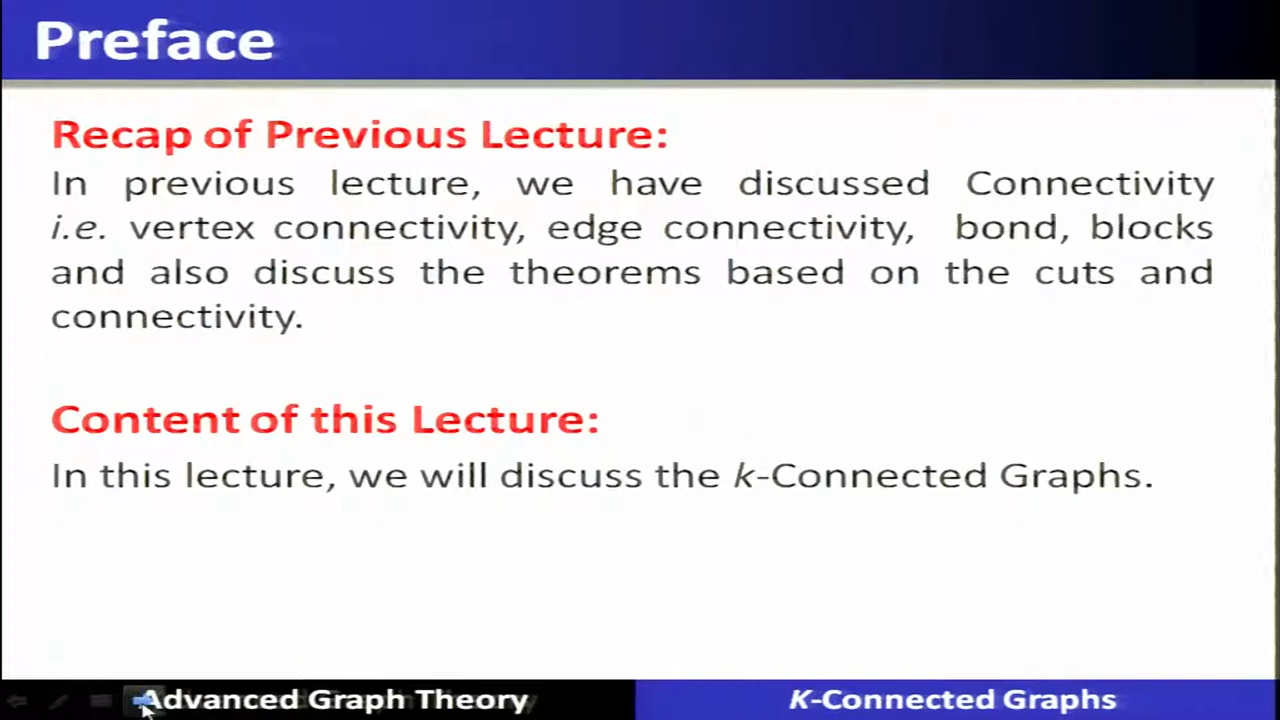 Preface
Recap of Previous Lecture:
In previous lecture, we have discussed Connectivity
i.e. vertex connectivity, edge connectivity, bond, blocks
and also discuss the theorems based on the cuts and
connectivity.
Content of this Lecture:
In this lecture, we will discuss the k-Connected Graphs.
Advanced Graph Theory
K-Connected Graphs